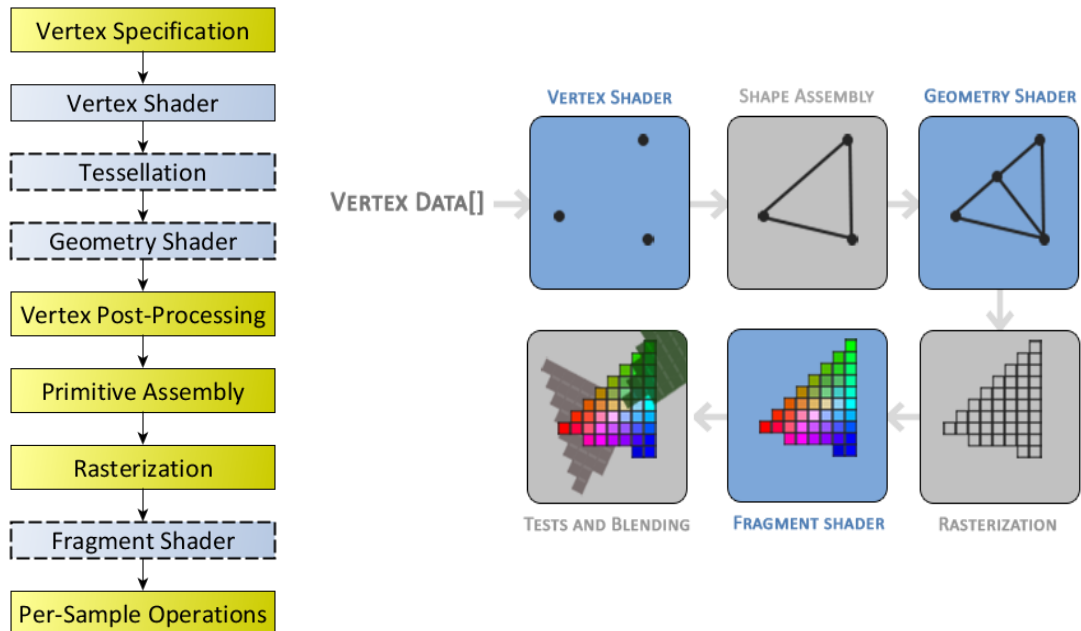 Vertex Specification
Vertex Shader
Tessellation
Geometry Shader
Vertex Post-Processing
Primitive Assembly
Rasterization
Fragment Shader
Per-Sample Operations
VERTEX DATA[]
VERTEX SHADER
SHAPE ASSEMBLY
GEOMETRY SHADER
TESTS AND BLENDING
FRAGMENT SHADER
RASTERIZATION